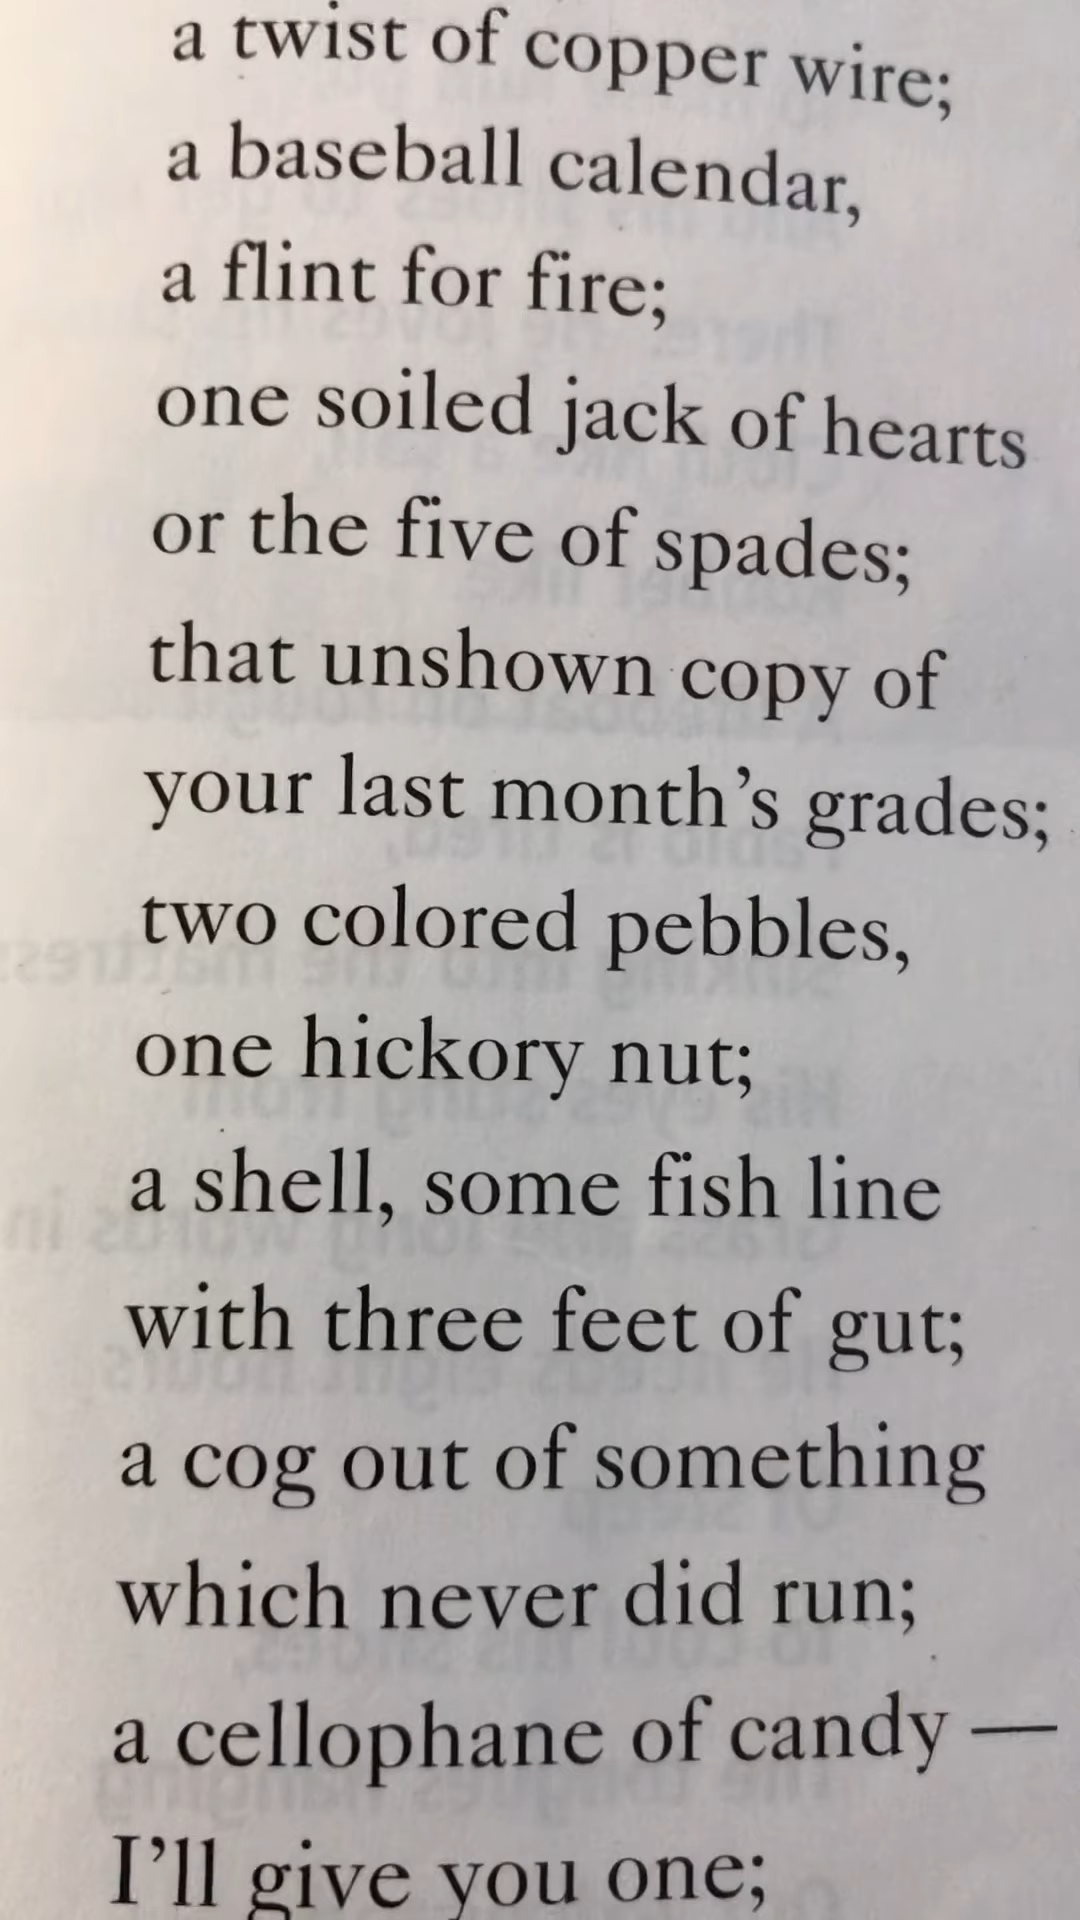 a twist of copper wire;
a baseball calendar,
a flint for fire;
one soiled jack of hearts
or the five of spades;
that unshown copy of
your last month’s grades;
two colored pebbles,
one hickory nut;
a shell, some fish line
with three feet of gut;
a cog out of something
which never did run;
a cellophane of candy —
I’ll give you one;